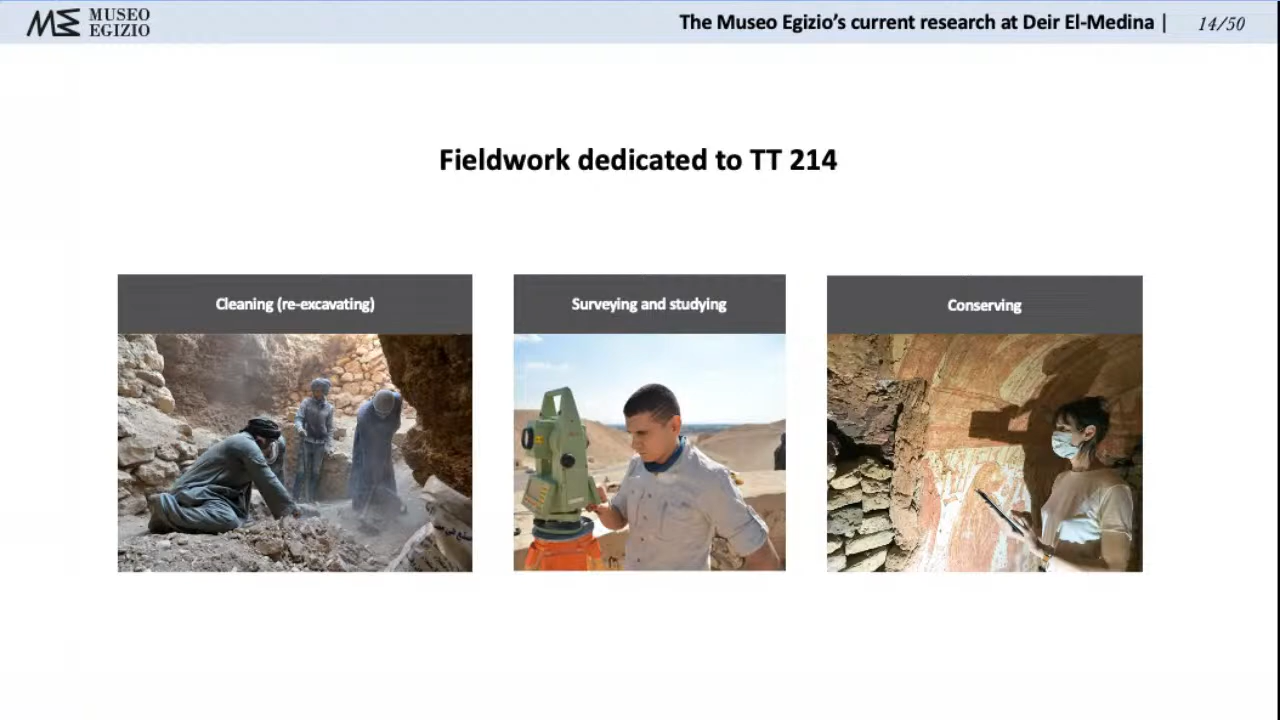 MUSEO
EGIZIO
The Museo Egizio’s current research at Deir El-Medina |
14/50
Fieldwork dedicated to TT 214
Cleaning (re-excavating)
Surveying and studying
Conserving